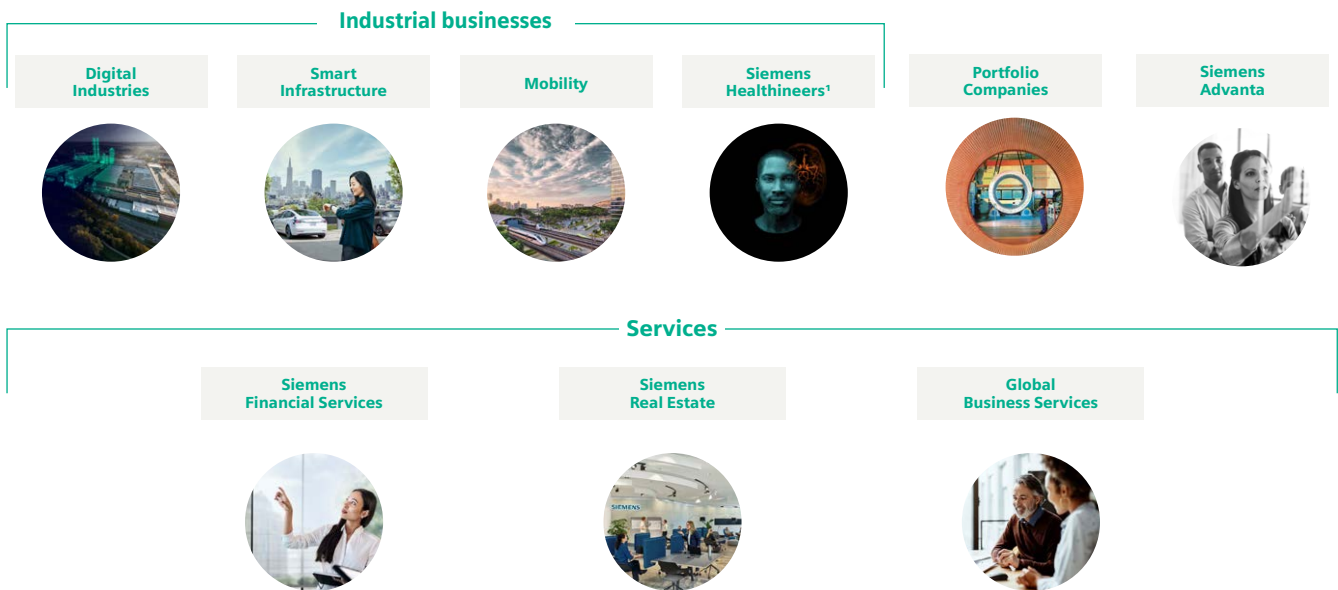 Industrial businesses
Digital
Industries
Smart
Infrastructure
Mobility
Siemens
Healthineers¹
Portfolio
Companies
Siemens
Advanta
Services
Siemens
Financial Services
Siemens
Real Estate
Global
Business Services
SIEMENS